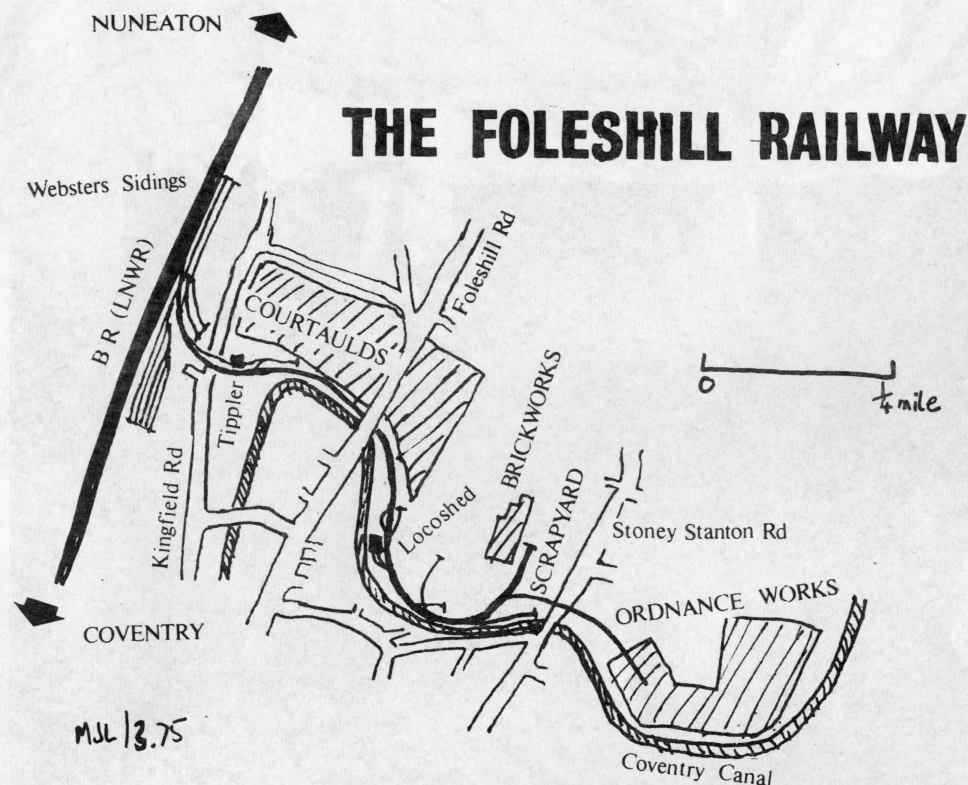 NUNEATON
THE FOLESHILL RAILWAY
Websters Sidings
B R (LNWR)
Foleshill Rd
COURTAULDS
0
1/4 mile
Tippler
BRICKWORKS
Kingfield Rd
Locoshed
SCRAPYARD
Stoney Stanton Rd
ORDNANCE WORKS
COVENTRY
MJL/3.75
Coventry Canal